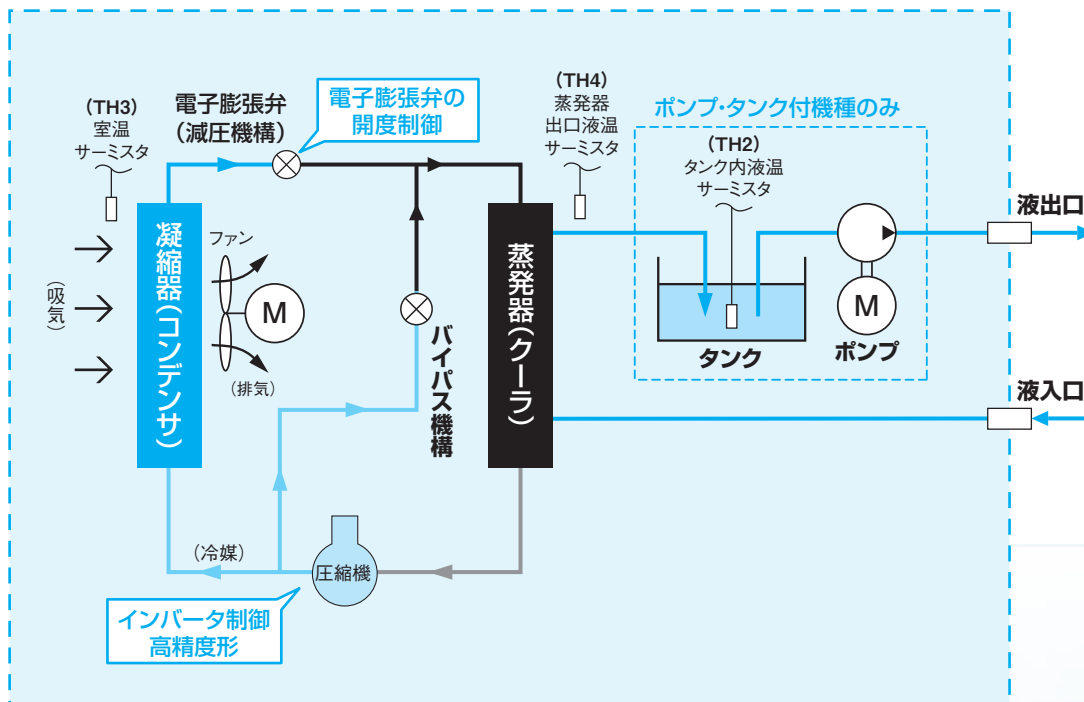 (TH3)
室温
サーミスタ
電子膨張弁
(減圧機構)
電子膨張弁の
開度制御
(TH4)
蒸発器
出口液温
サーミスタ
ポンプ・タンク付機種のみ
(TH2)
タンク内液温
サーミスタ
液出口
凝縮器(コンデンサ)
ファン
M
(吸気)
(排気)
バイパス機構
蒸発器(クーラ)
タンク
M
ポンプ
液入口
(冷媒)
圧縮機
インバータ制御
高精度形